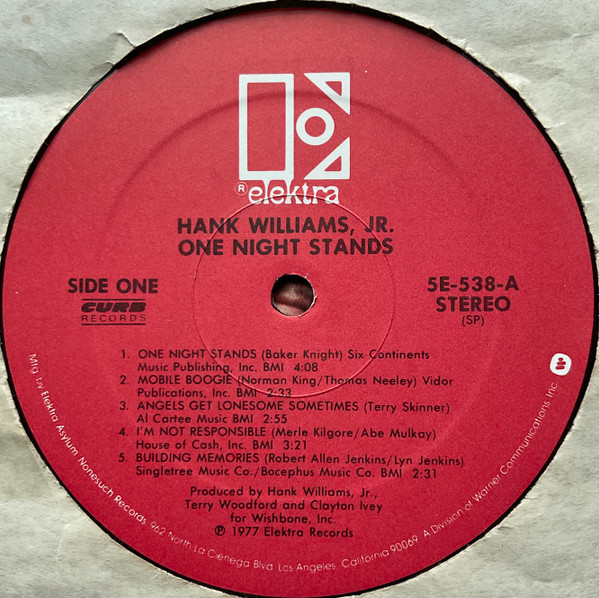 ® elektra
HANK WILLIAMS, JR.
ONE NIGHT STANDS
SIDE ONE
CURB
RECORDS
5E-538-A
STEREO
(SP)
1. ONE NIGHT STANDS (Baker Knight) Six Continents
Music Publishing, Inc. BMI 4:08
2. MOBILE BOOGIE (Norman King/Thomas Neeley) Vidor
Publications, Inc. BMI 2:33
3. ANGELS GET LONESOME SOMETIMES (Terry Skinner)
Al Cartee Music BMI 2:55
4. I'M NOT RESPONSIBLE (Merle Kilgore/Abe Mulkay)
House of Cash, Inc. BMI 3:21
5. BUILDING MEMORIES (Robert Allen Jenkins/Lyn Jenkins)
Singletree Music Co./Bocephus Music Co. BMI 2:31
Produced by Hank Williams, Jr.,
Terry Woodford and Clayton Ivey
for Wishbone, Inc.
℗ 1977 Elektra Records
Mfg by Elektra Asylum Nonesuch Records, 962 North La Cienega Blvd. Los Angeles, California 90069. A Division of Warner Communications Inc.